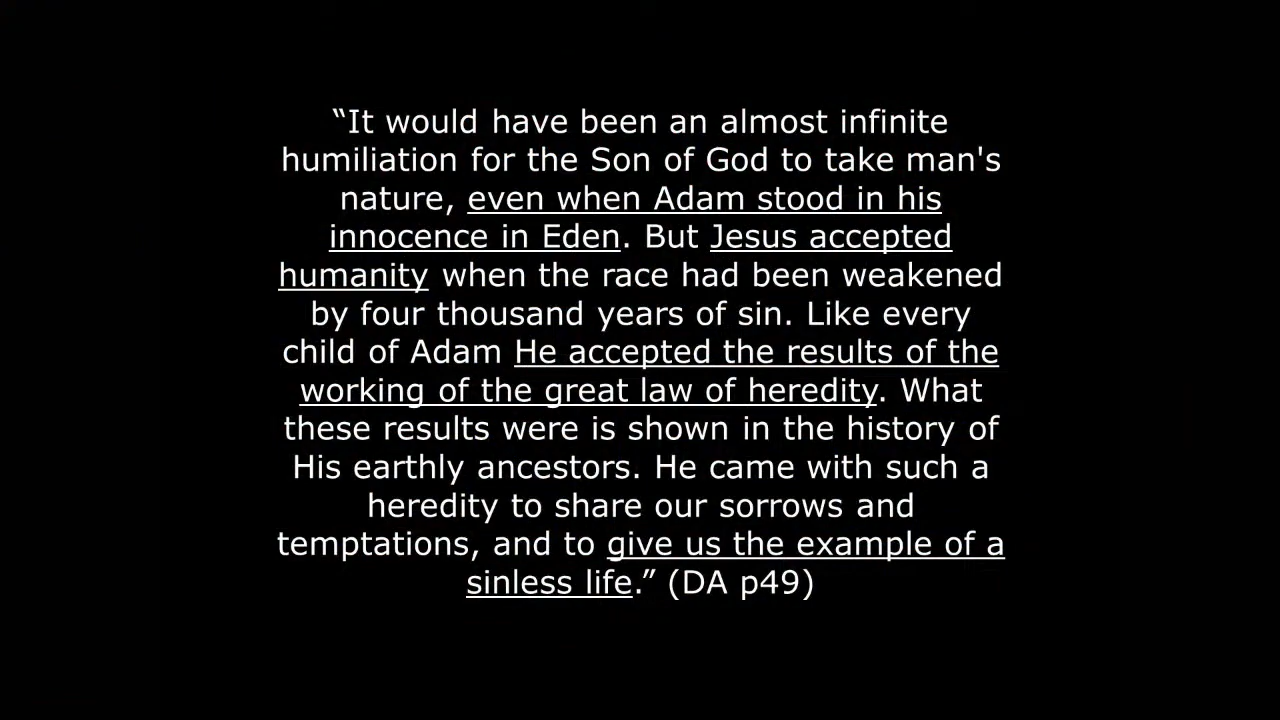 “It would have been an almost infinite
humiliation for the Son of God to take man's
nature, even when Adam stood in his
innocence in Eden. But Jesus accepted
humanity when the race had been weakened
by four thousand years of sin. Like every
child of Adam He accepted the results of the
working of the great law of heredity. What
these results were is shown in the history of
His earthly ancestors. He came with such a
heredity to share our sorrows and
temptations, and to give us the example of a
sinless life.” (DA p49)